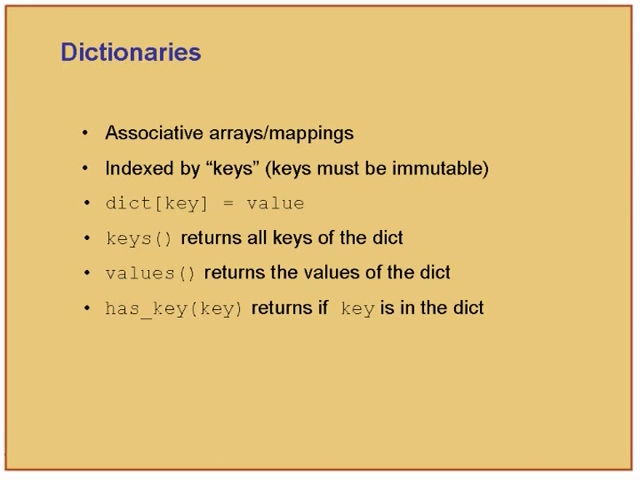 Dictionaries
• Associative arrays/mappings
• Indexed by “keys” (keys must be immutable)
• dict[key] = value
• keys() returns all keys of the dict
• values() returns the values of the dict
• has_key(key) returns if key is in the dict